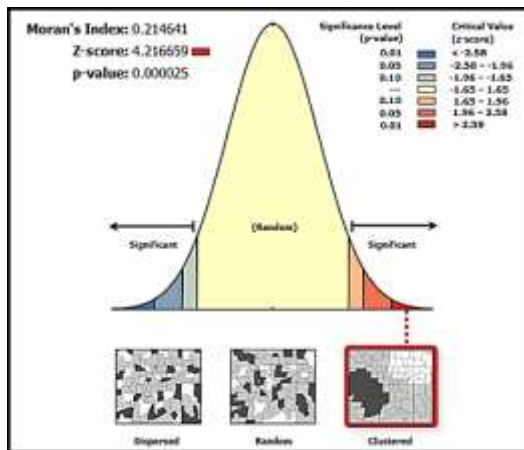 Moran's Index: 0.214641
Z-score: 4.216659
p-value: 0.000025
Significance Level
(p-value)
Critical Value
(z-score)
0.01 < -2.58
0.05 -2.58 – -1.96
0.10 -1.96 – -1.65
— -1.65 – 1.65
0.10 1.65 – 1.96
0.05 1.96 – 2.58
0.01 > 2.58
(Random)
Significant
Significant
Dispersed
Random
Clustered